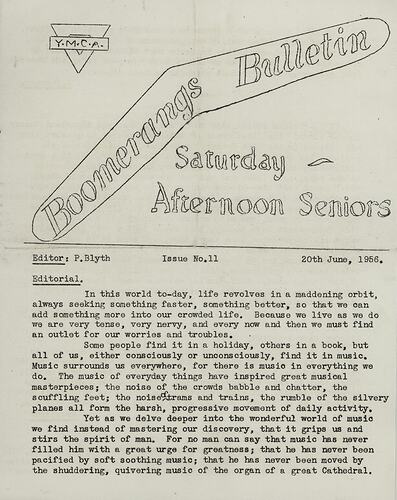 Y.M.C.A.
Boomerangs Bulletin
Saturday -
Afternoon Seniors
Editor: P.Blyth Issue No.11 20th June, 1956.
Editorial.
In this world to-day, life revolves in a maddening orbit,
always seeking something faster, something better, so that we can
add something more into our crowded life. Because we live as we do
we are very tense, very nervy, and every now and then we must find
an outlet for our worries and troubles.
Some people find it in a holiday, others in a book, but
all of us, either consciously or unconsciously, find it in music.
Music surrounds us everywhere, for there is music in everything we
do. The music of everyday things have inspired great musical
masterpieces; the noise of the crowds babble and chatter, the
scuffling feet; the noise of trams and trains, the rumble of the silvery
planes all form the harsh, progressive movement of daily activity.
Yet as we delve deeper into the wonderful world of music
we find instead of mastering our discovery, that it grips us and
stirs the spirit of man. For no man can say that music has never
filled him with a great urge for greatness; that he has never been
pacified by soft soothing music; that he has never been moved by
the shuddering, quivering music of the organ of a great Cathedral.